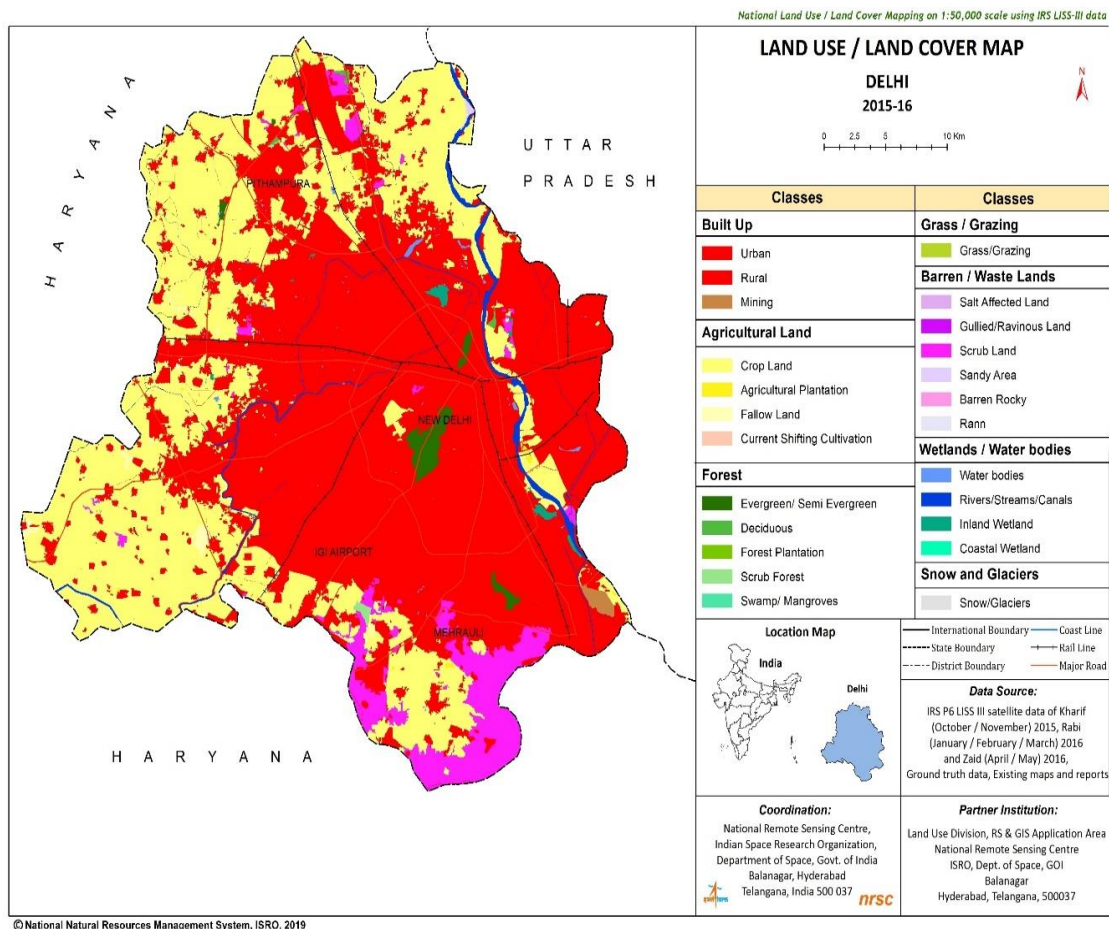 National Land Use / Land Cover Mapping on 1:50,000 scale using IRS LISS-III data
LAND USE / LAND COVER MAP
DELHI
2015-16
N
0 2.5 5 10 Km
HARYANA
UTTAR
PRADESH
PITHAMPURA
NEW DELHI
IGI AIRPORT
MEHRAULI
HARYANA
Classes
Built Up
Urban
Rural
Mining
Agricultural Land
Crop Land
Agricultural Plantation
Fallow Land
Current Shifting Cultivation
Forest
Evergreen/ Semi Evergreen
Deciduous
Forest Plantation
Scrub Forest
Swamp/ Mangroves
Classes
Grass / Grazing
Grass/Grazing
Barren / Waste Lands
Salt Affected Land
Gullied/Ravinous Land
Scrub Land
Sandy Area
Barren Rocky
Rann
Wetlands / Water bodies
Water bodies
Rivers/Streams/Canals
Inland Wetland
Coastal Wetland
Snow and Glaciers
Snow/Glaciers
Location Map
India
Delhi
International Boundary
State Boundary
District Boundary
Coast Line
Rail Line
Major Road
Data Source:
IRS P6 LISS III satellite data of Kharif
(October / November) 2015, Rabi
(January / February / March) 2016
and Zaid (April / May) 2016,
Ground truth data, Existing maps and reports
Coordination:
National Remote Sensing Centre,
Indian Space Research Organization,
Department of Space, Govt. of India
Balanagar, Hyderabad
Telangana, India 500 037
nrsc
Partner Institution:
Land Use Division, RS & GIS Application Area
National Remote Sensing Centre
ISRO, Dept. of Space, GOI
Balanagar
Hyderabad, Telangana, 500037
© National Natural Resources Management System, ISRO, 2019